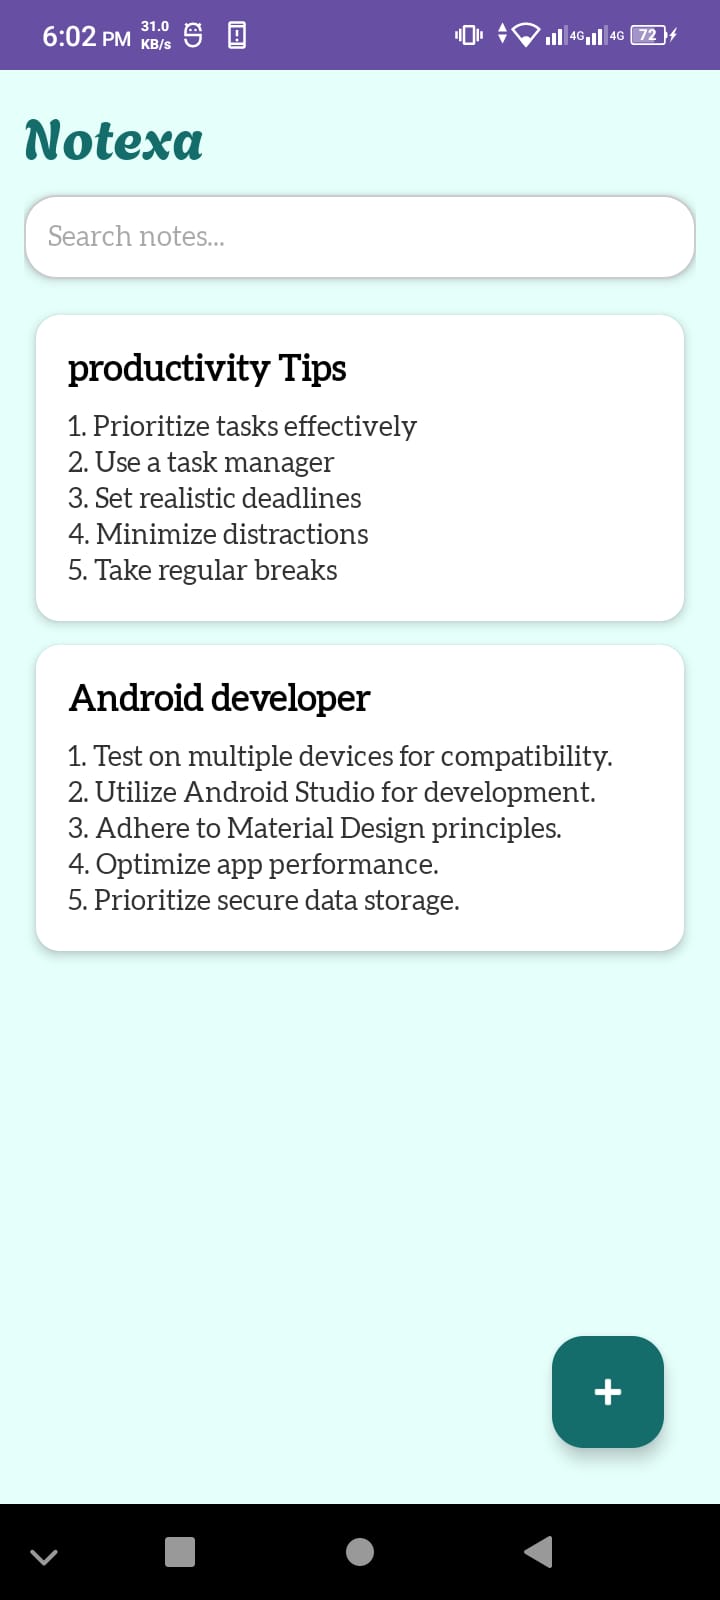 6:02 PM 31.0 KB/s 4G 4G 72
Notexa
Search notes...
productivity Tips
1. Prioritize tasks effectively
2. Use a task manager
3. Set realistic deadlines
4. Minimize distractions
5. Take regular breaks
Android developer
1. Test on multiple devices for compatibility.
2. Utilize Android Studio for development.
3. Adhere to Material Design principles.
4. Optimize app performance.
5. Prioritize secure data storage.
+